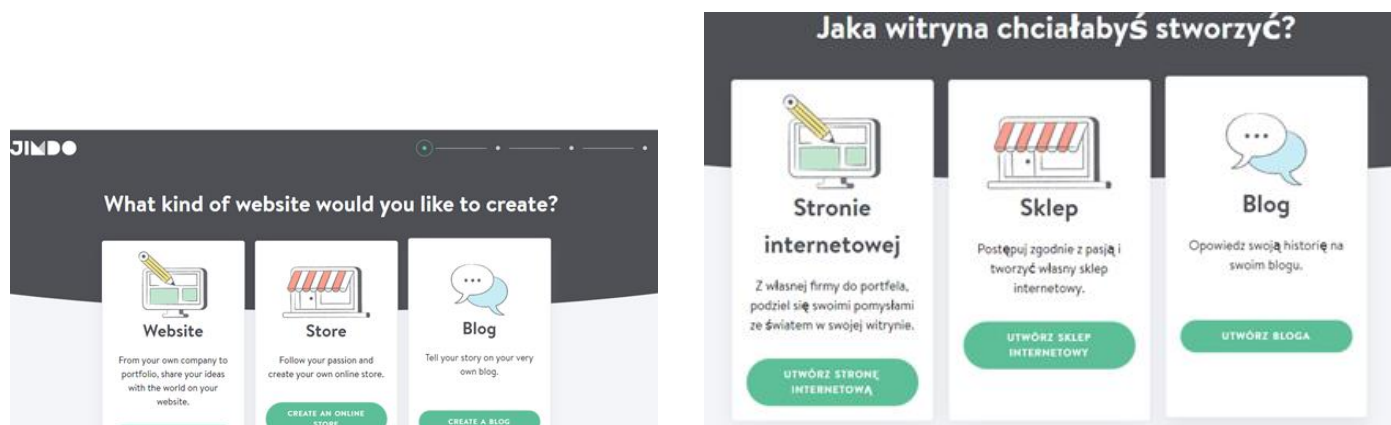 JIMDO
What kind of website would you like to create?
Website
From your own company to
portfolio, share your ideas
with the world on your
website.
Store
Follow your passion and
create your own online store.
CREATE AN ONLINE
STORE
Blog
Tell your story on your very
own blog.
CREATE A BLOG
Jaka witryna chciałabyś stworzyć?
Stronie
internetowej
Z własnej firmy do portfela,
podziel się swoimi pomysłami
ze światem w swojej witrynie.
UTWÓRZ STRONĘ
INTERNETOWĄ
Sklep
Postępuj zgodnie z pasją i
tworzyć własny sklep
internetowy.
UTWÓRZ SKLEP
INTERNETOWY
Blog
Opowiedz swoją historię na
swoim blogu.
UTWÓRZ BLOGA